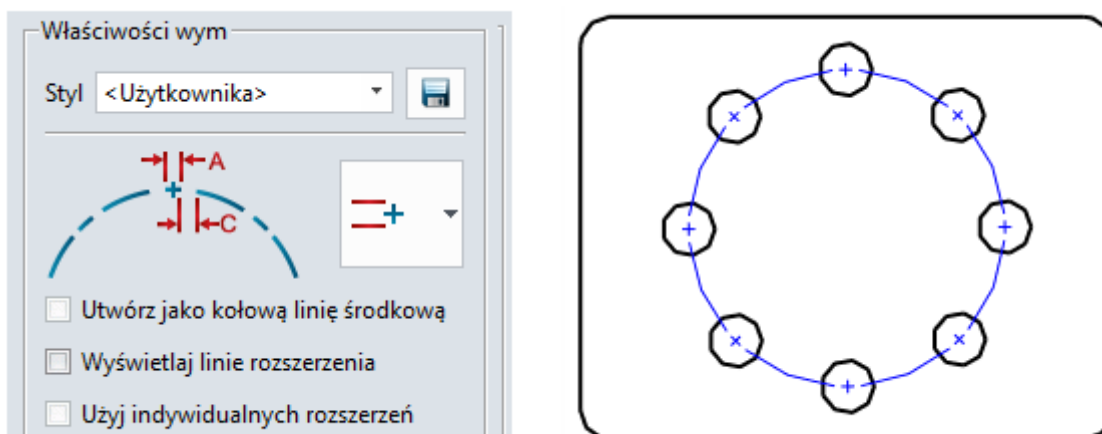 Właściwości wym
Styl <Użytkownika>
A
C
Utwórz jako kołową linię środkową
Wyświetlaj linie rozszerzenia
Użyj indywidualnych rozszerzeń